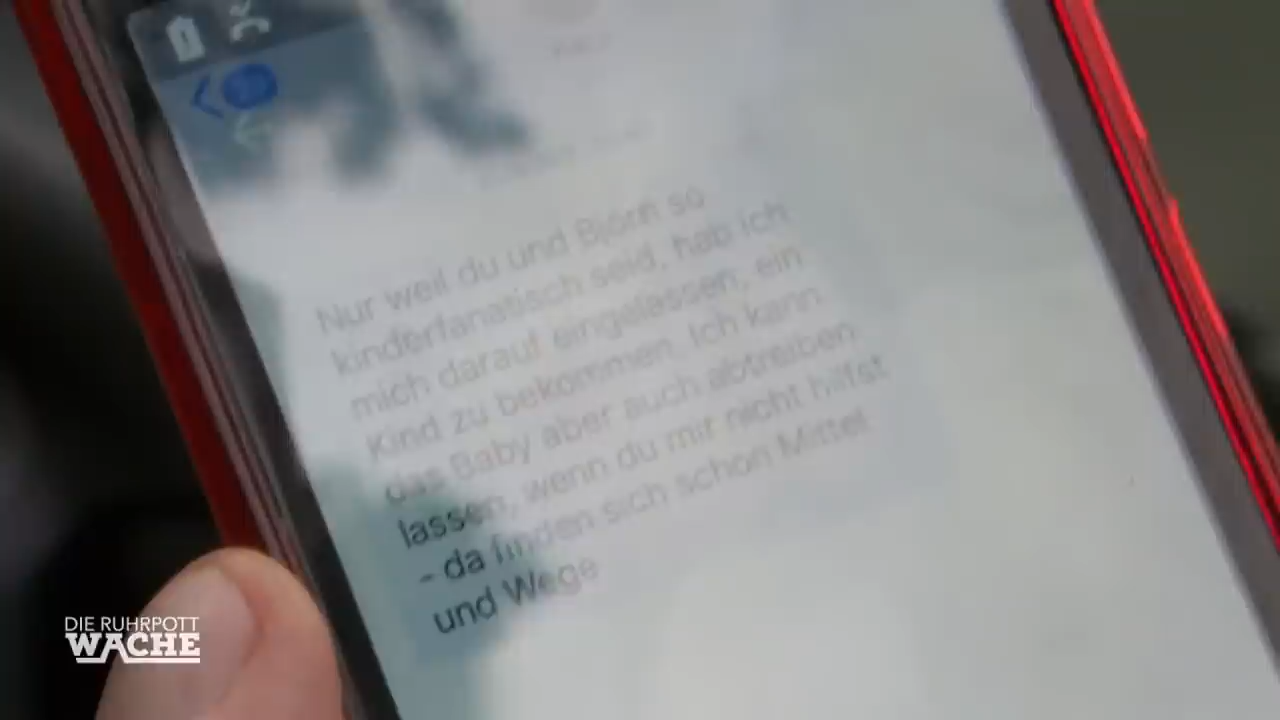 Nur weil du und Björn so
kinderfanatisch seid, hab ich
mich darauf eingelassen, ein
Kind zu bekommen. Ich kann
das Baby aber auch abtreiben
lassen, wenn du mir nicht hilfst
- da finden sich schon Mittel
und Wege
DIE RUHRPOTT
WACHE